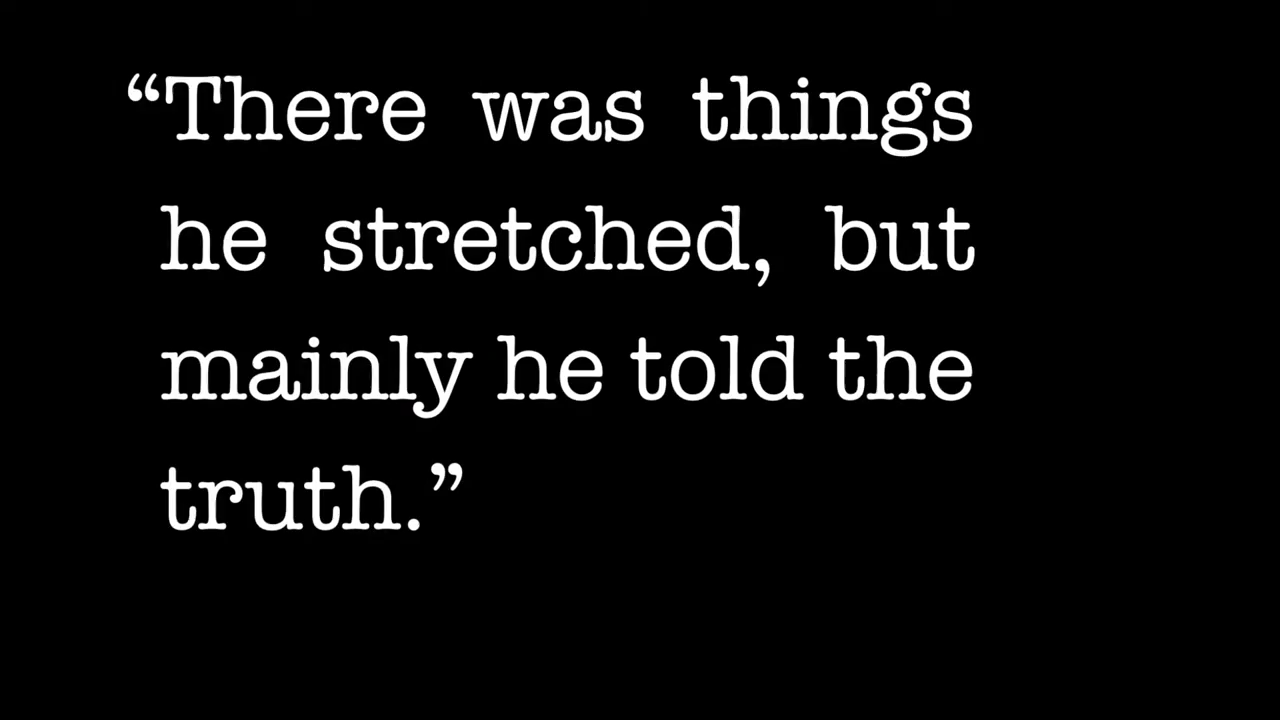 “There was things
he stretched, but
mainly he told the
truth.”